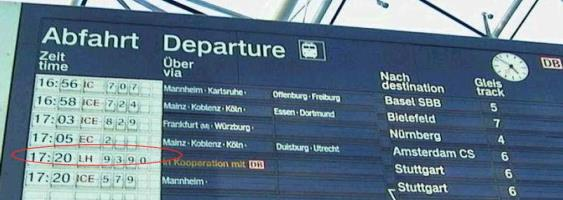 Abfahrt Departure
Zeit Über Nach Gleis DB
time via destination track
16:56 IC 707 Mannheim · Karlsruhe · Offenburg · Freiburg Basel SBB 5
16:58 ICE 724 Mainz · Koblenz · Köln · Essen · Dortmund Bielefeld 7
17:03 ICE 829 Frankfurt (M) · Würzburg · Nürnberg 4
17:05 EC 2 Mainz · Koblenz · Köln · Duisburg · Utrecht Amsterdam CS 6
17:20 LH 9390 in Kooperation mit DB Stuttgart 6
17:20 ICE 579 Mannheim · Stuttgart 6